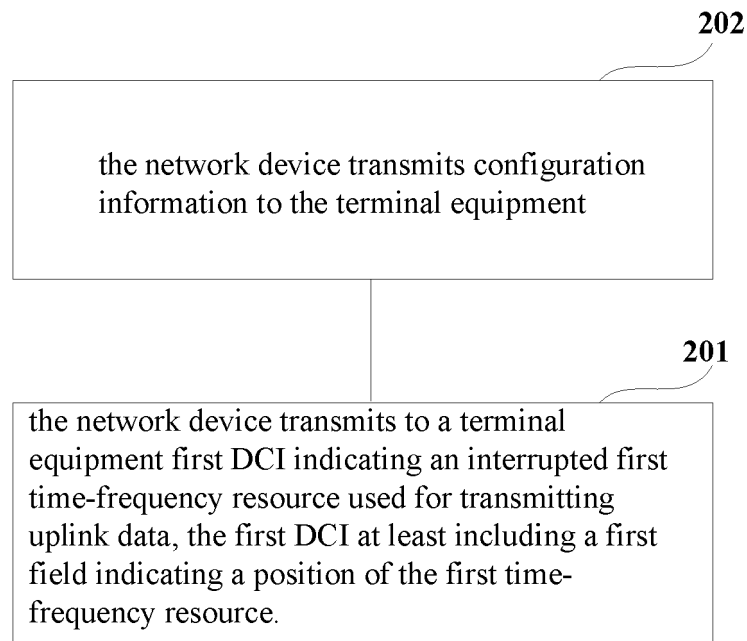 202
the network device transmits configuration
information to the terminal equipment
201
the network device transmits to a terminal
equipment first DCI indicating an interrupted first
time-frequency resource used for transmitting
uplink data, the first DCI at least including a first
field indicating a position of the first time-
frequency resource.